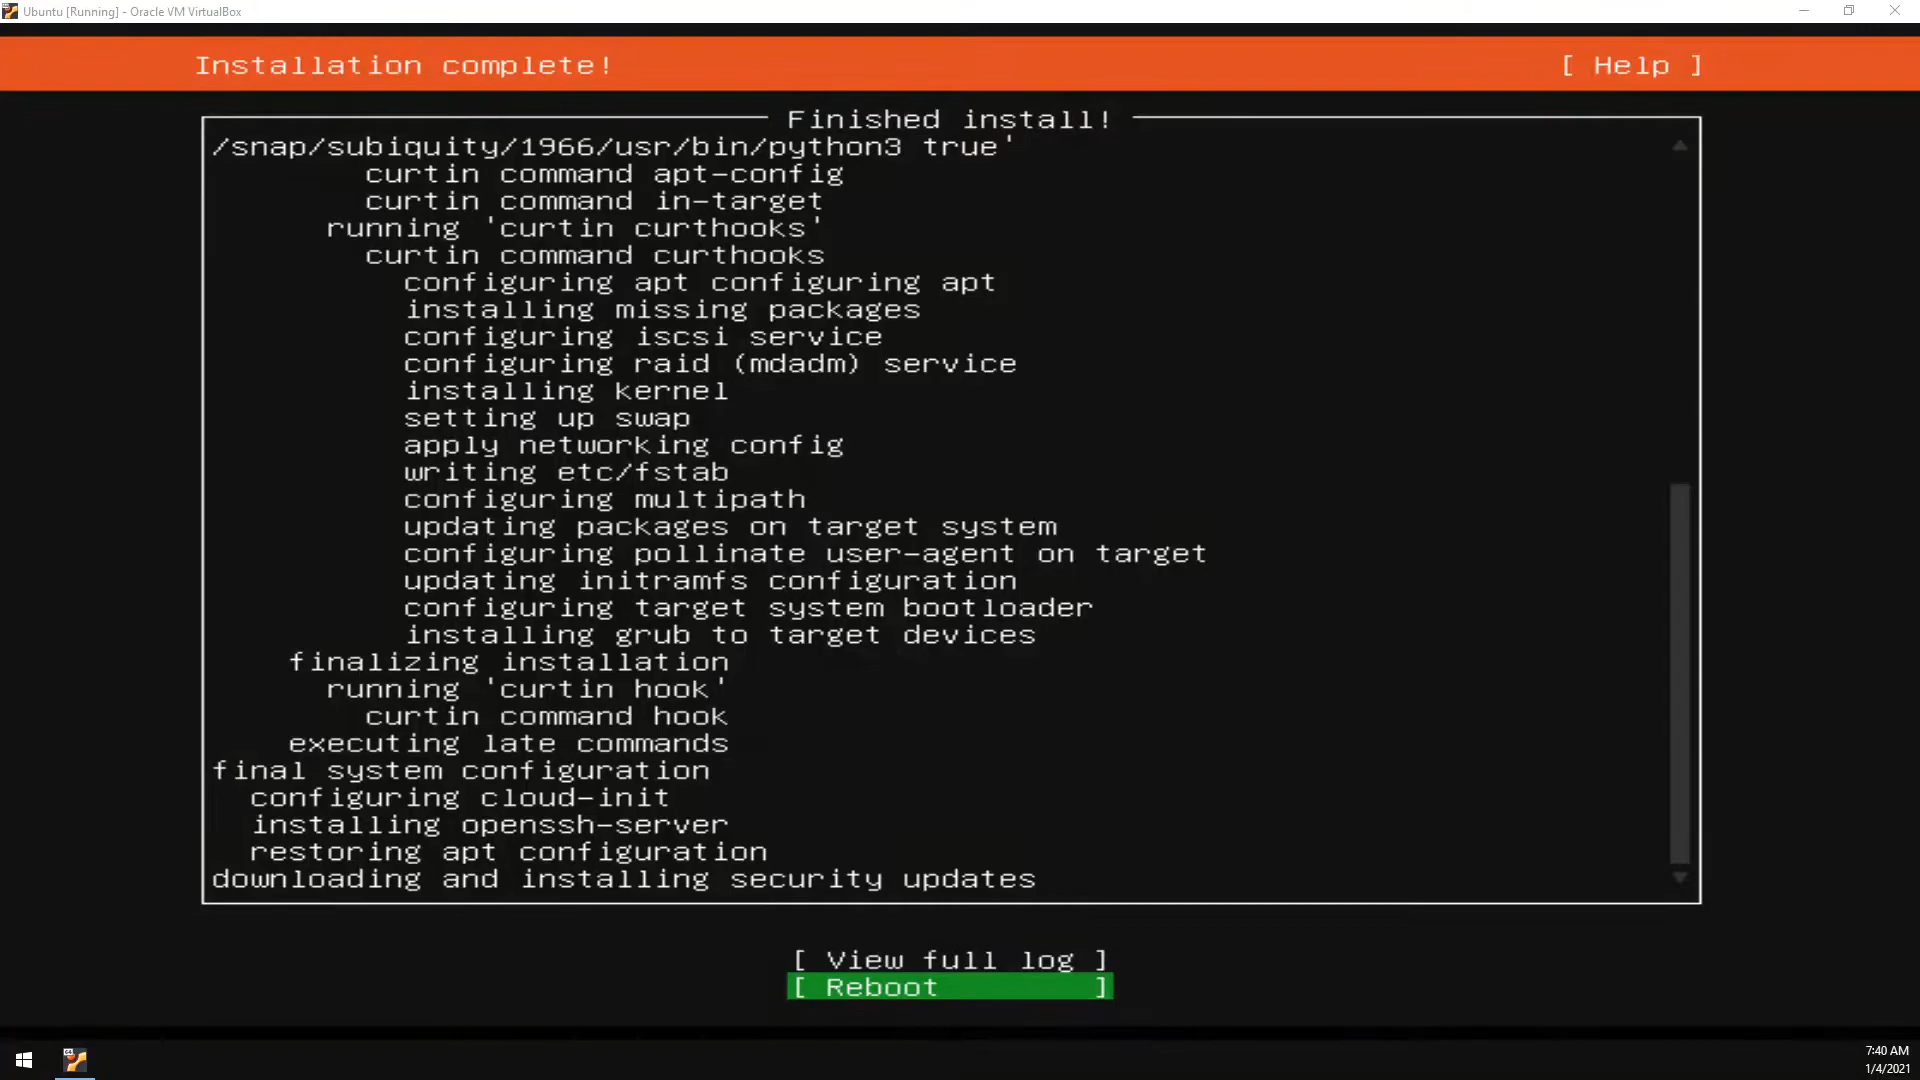 Ubuntu [Running] - Oracle VM VirtualBox
Installation complete! [ Help ]
Finished install!
/snap/subiquity/1966/usr/bin/python3 true'
curtin command apt-config
curtin command in-target
running 'curtin curthooks'
curtin command curthooks
configuring apt configuring apt
installing missing packages
configuring iscsi service
configuring raid (mdadm) service
installing kernel
setting up swap
apply networking config
writing etc/fstab
configuring multipath
updating packages on target system
configuring pollinate user-agent on target
updating initramfs configuration
configuring target system bootloader
installing grub to target devices
finalizing installation
running 'curtin hook'
curtin command hook
executing late commands
final system configuration
configuring cloud-init
installing openssh-server
restoring apt configuration
downloading and installing security updates
[ View full log ]
[ Reboot ]
7:40 AM
1/4/2021